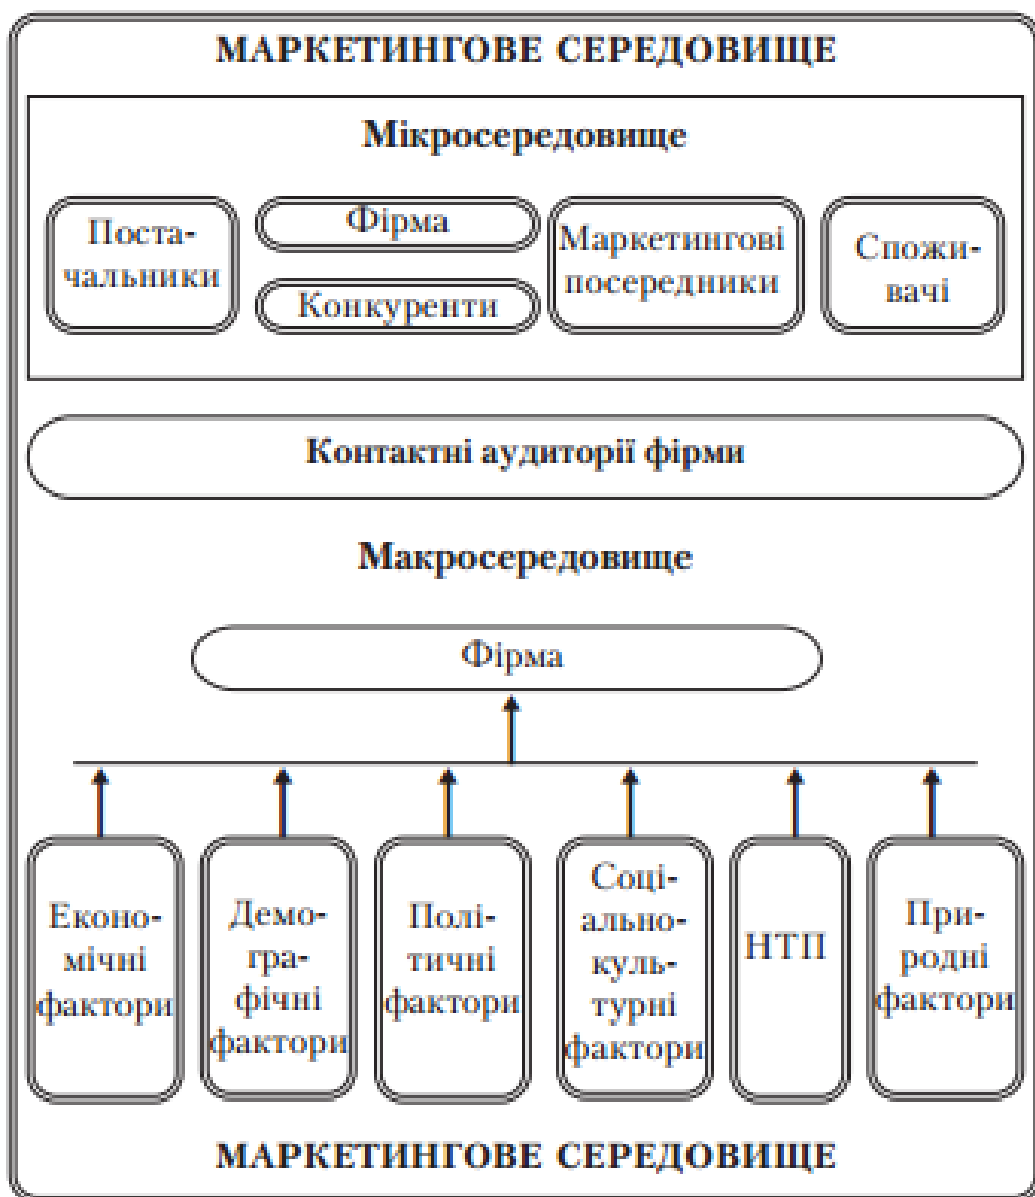 МАРКЕТИНГОВЕ СЕРЕДОВИЩЕ
Мікросередовище
Поста-
чальники
Фірма
Конкуренти
Маркетингові
посередники
Спожи-
вачі
Контактні аудиторії фірми
Макросередовище
Фірма
Еконо-
мічні
фактори
Демо-
гра-
фічні
фактори
Полі-
тичні
фактори
Соці-
ально-
куль-
турні
фактори
НТП
При-
родні
фактори
МАРКЕТИНГОВЕ СЕРЕДОВИЩЕ